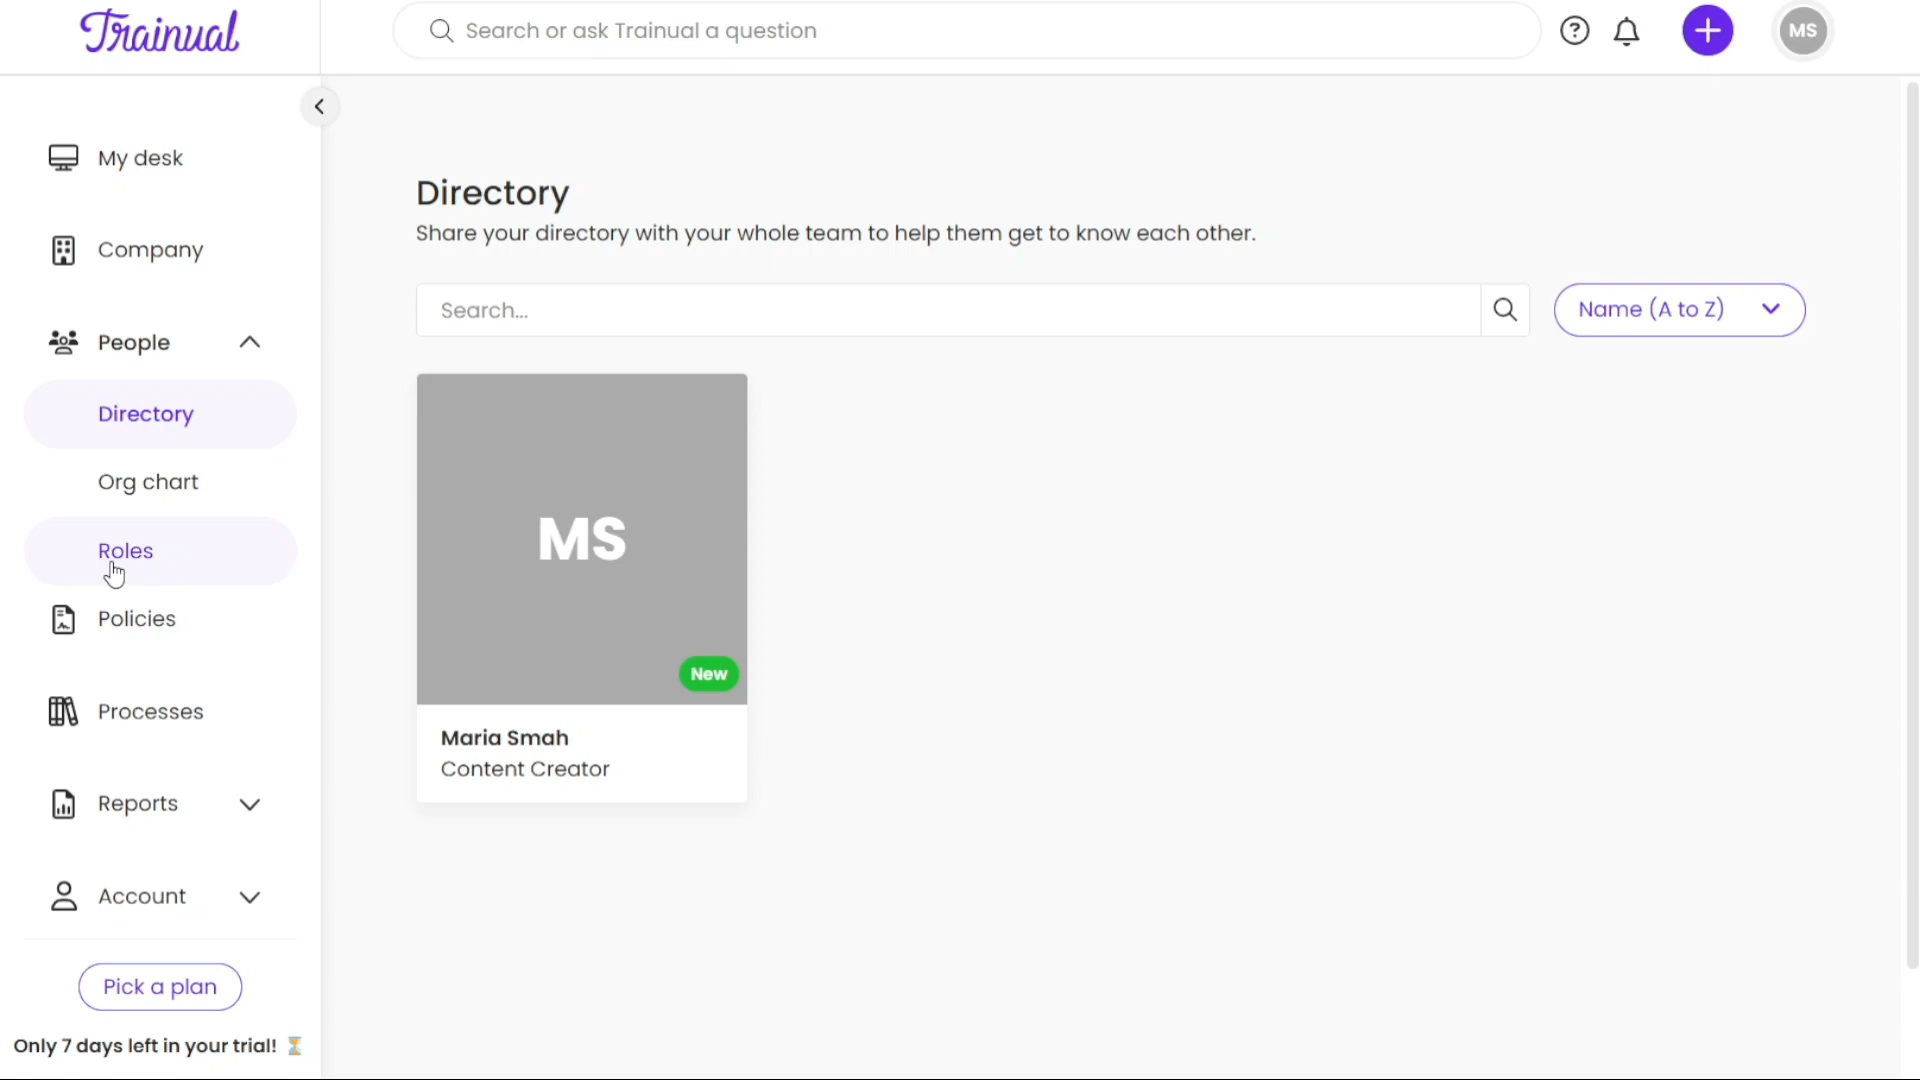 Trainual
Search or ask Trainual a question
MS
My desk
Company
People
Directory
Org chart
Roles
Policies
Processes
Reports
Account
Pick a plan
Only 7 days left in your trial! ⏳
Directory
Share your directory with your whole team to help them get to know each other.
Search...
Name (A to Z)
MS
New
Maria Smah
Content Creator